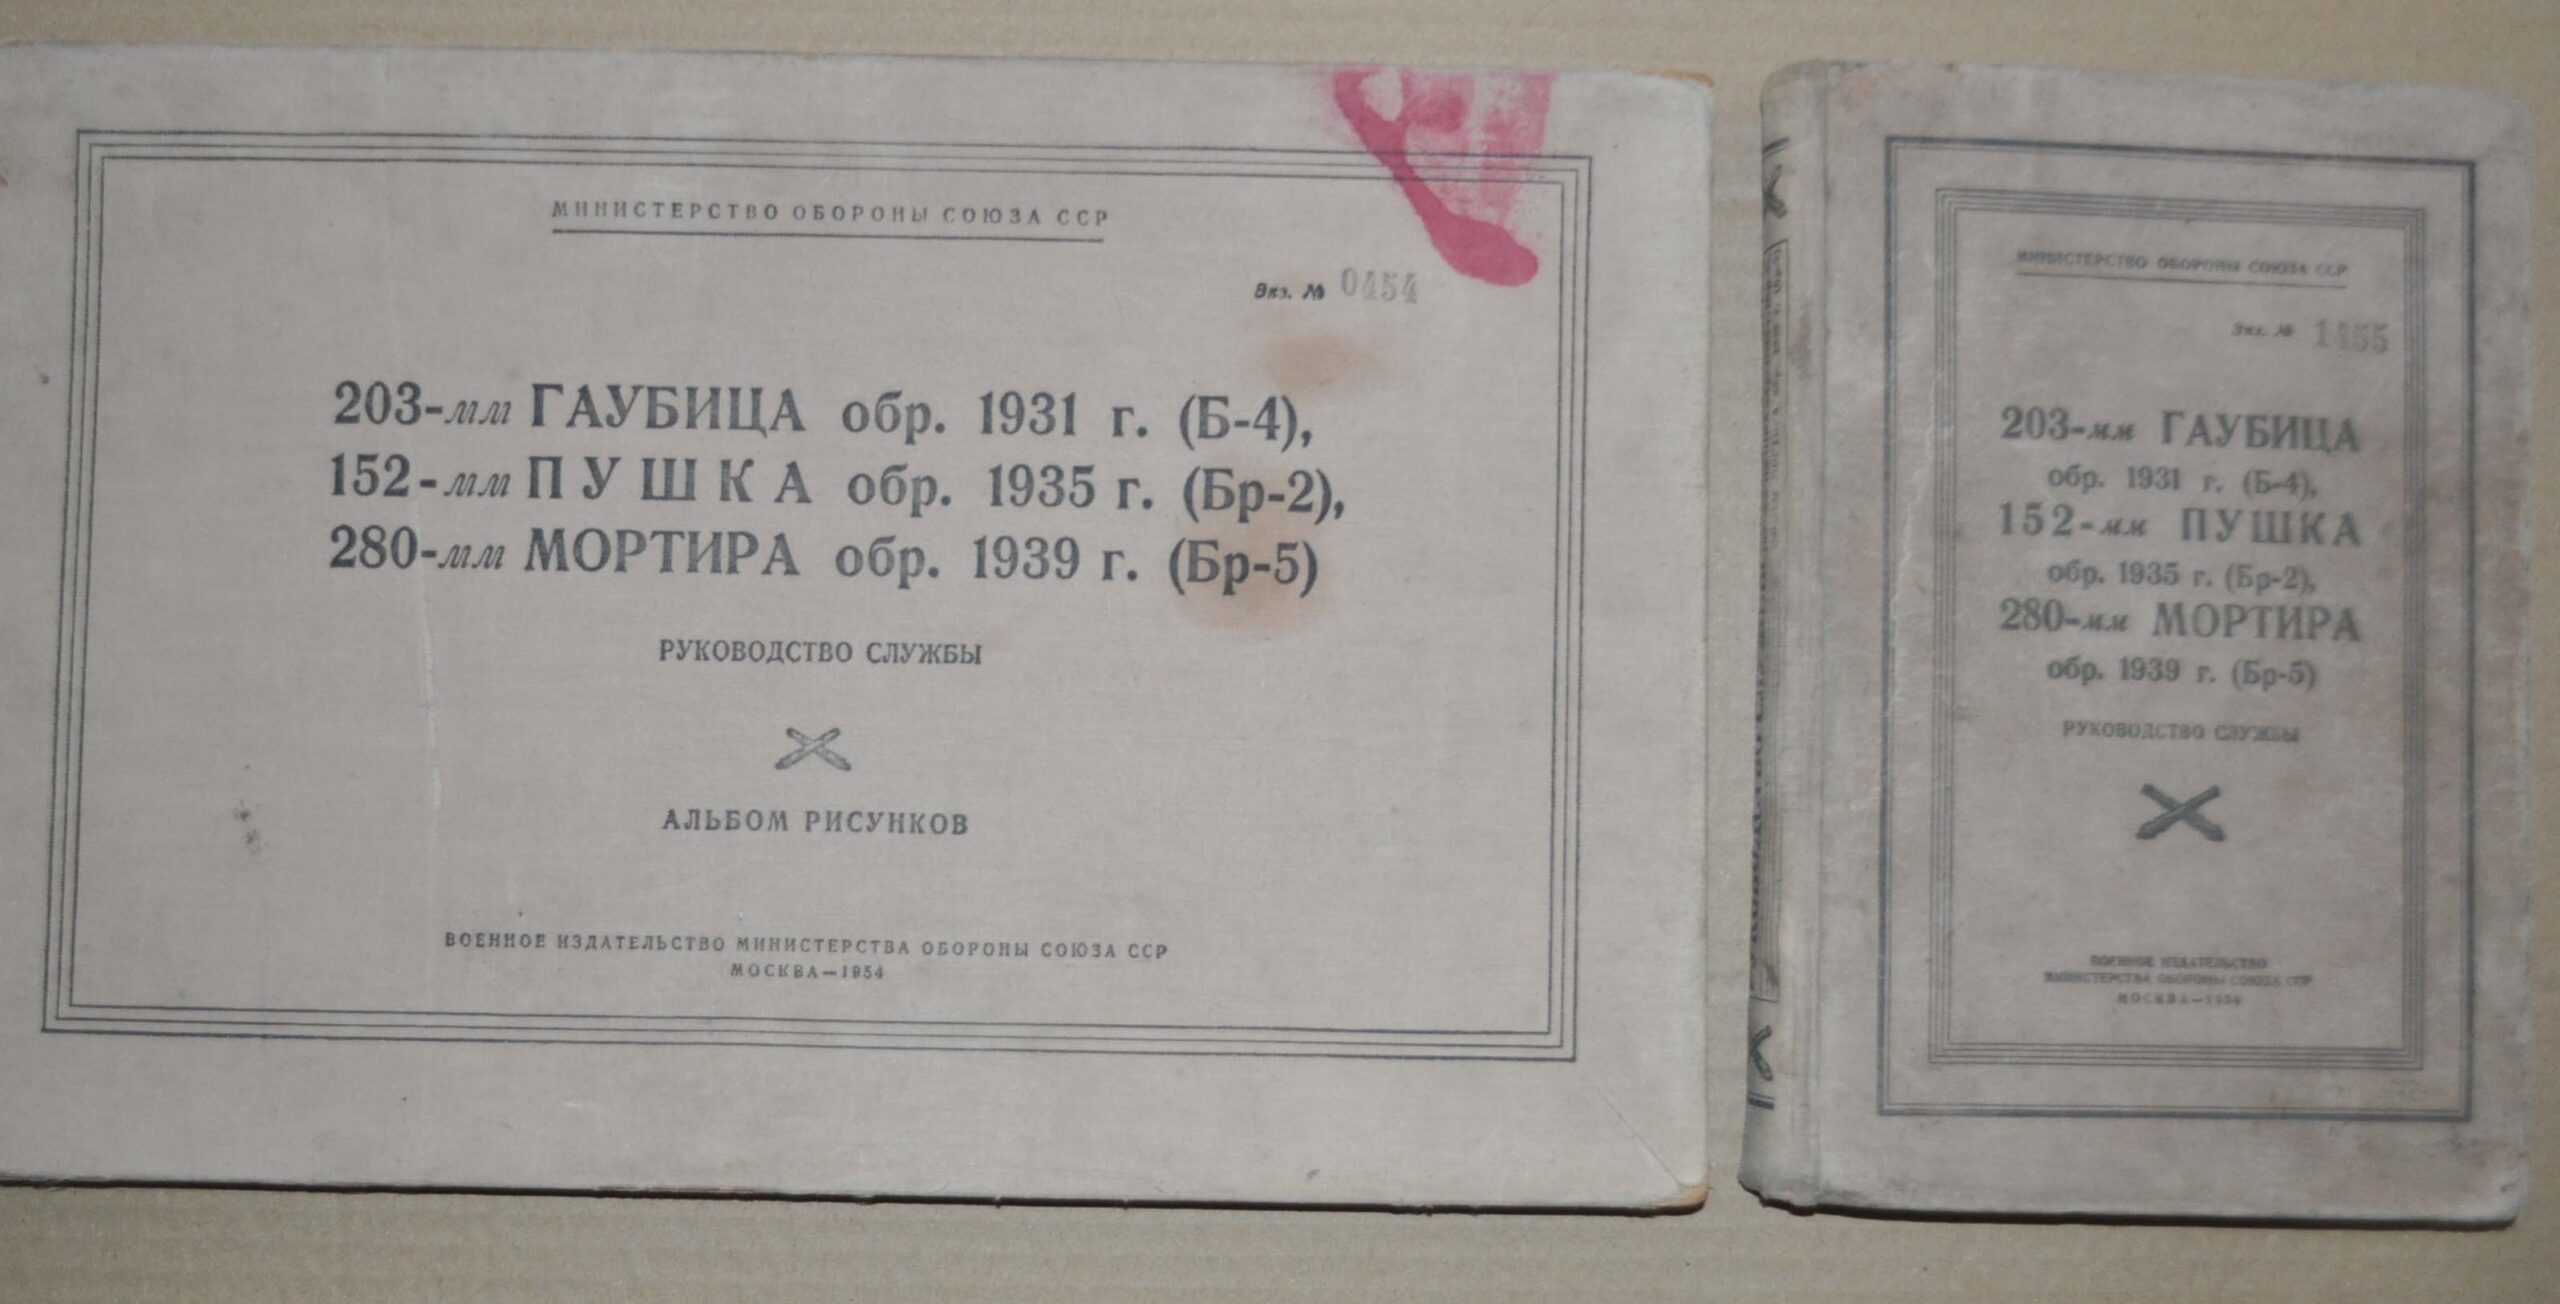 МИНИСТЕРСТВО ОБОРОНЫ СОЮЗА ССР
Экз. № 0454
203-мм ГАУБИЦА обр. 1931 г. (Б-4),
152-мм ПУШКА обр. 1935 г. (Бр-2),
280-мм МОРТИРА обр. 1939 г. (Бр-5)
РУКОВОДСТВО СЛУЖБЫ
АЛЬБОМ РИСУНКОВ
ВОЕННОЕ ИЗДАТЕЛЬСТВО МИНИСТЕРСТВА ОБОРОНЫ СОЮЗА ССР
МОСКВА—1954
МИНИСТЕРСТВО ОБОРОНЫ СОЮЗА ССР
Экз. № 1455
203-мм ГАУБИЦА
обр. 1931 г. (Б-4),
152-мм ПУШКА
обр. 1935 г. (Бр-2),
280-мм МОРТИРА
обр. 1939 г. (Бр-5)
РУКОВОДСТВО СЛУЖБЫ
ВОЕННОЕ ИЗДАТЕЛЬСТВО
МИНИСТЕРСТВА ОБОРОНЫ СОЮЗА ССР
МОСКВА—1954